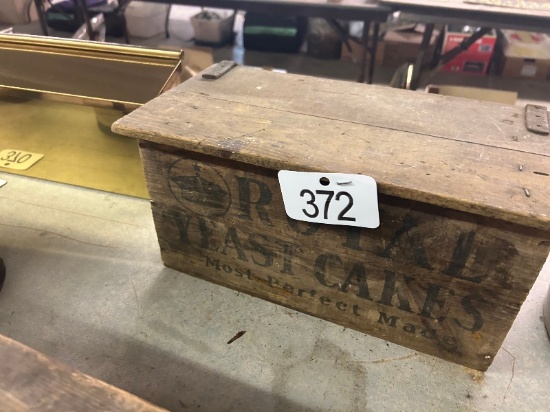 372
ROYAL
YEAST CAKES
Most Perfect Made
310